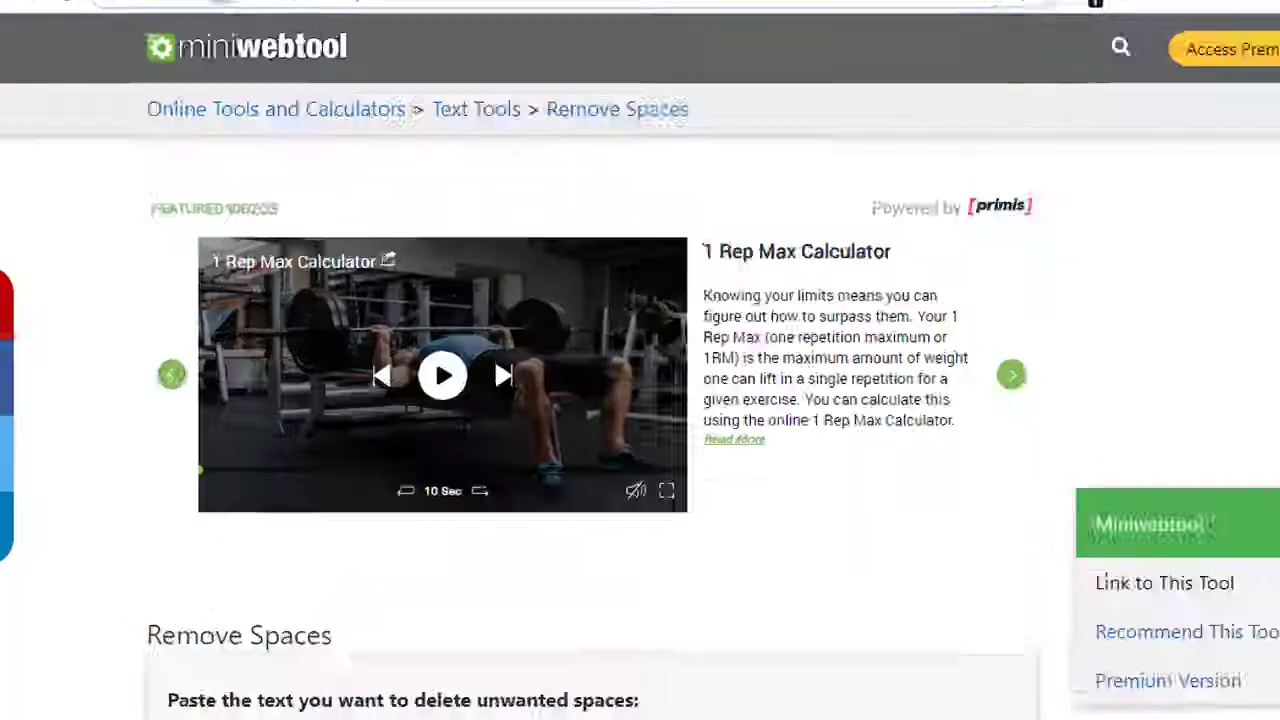 miniwebtool
Access Prem
Online Tools and Calculators > Text Tools > Remove Spaces
FEATURED VIDEOS
Powered by [primis]
1 Rep Max Calculator
1 Rep Max Calculator
Knowing your limits means you can
figure out how to surpass them. Your 1
Rep Max (one repetition maximum or
1RM) is the maximum amount of weight
one can lift in a single repetition for a
given exercise. You can calculate this
using the online 1 Rep Max Calculator.
Read More
10 Sec
Miniwebtool
Link to This Tool
Recommend This Too
Premium Version
Remove Spaces
Paste the text you want to delete unwanted spaces: